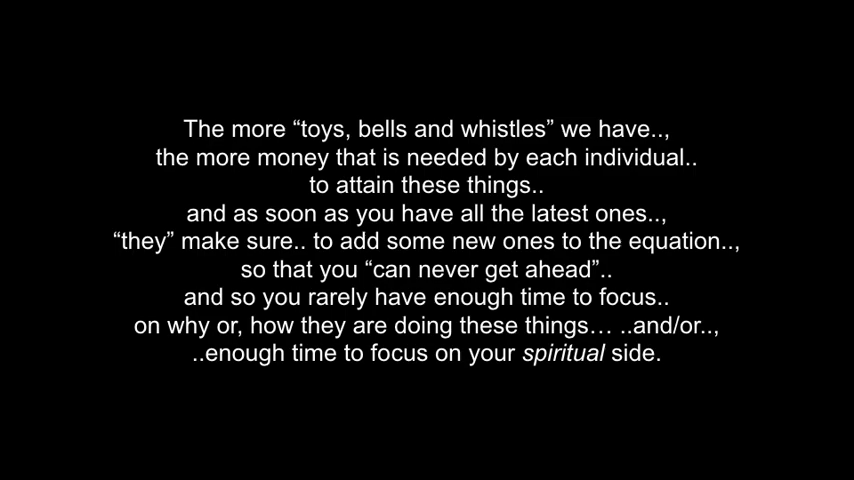 The more “toys, bells and whistles” we have..,
the more money that is needed by each individual..
to attain these things..
and as soon as you have all the latest ones..,
“they” make sure.. to add some new ones to the equation..,
so that you “can never get ahead”..
and so you rarely have enough time to focus..
on why or, how they are doing these things… ..and/or..,
..enough time to focus on your spiritual side.